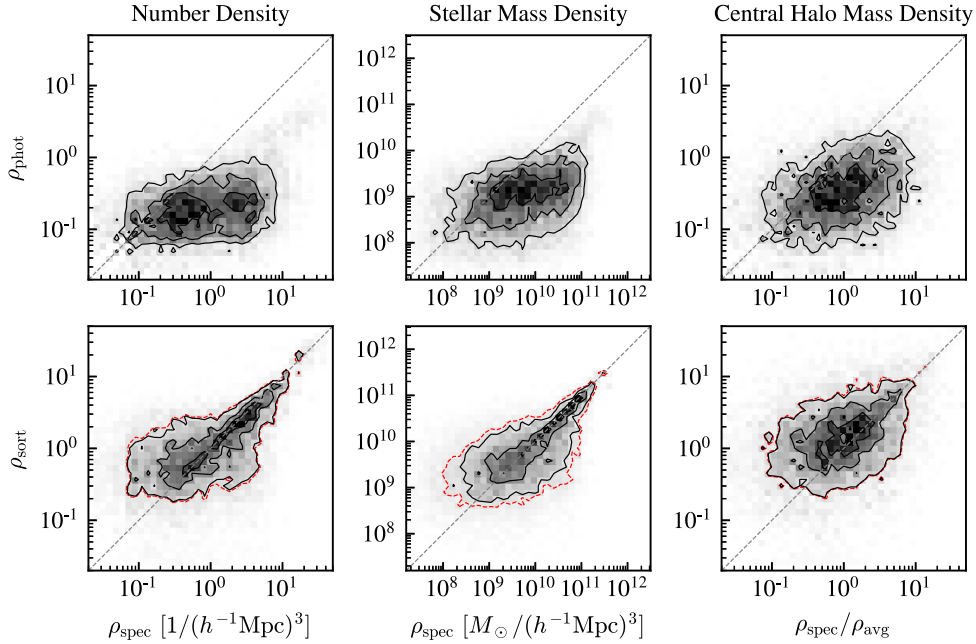 Number Density Stellar Mass Density Central Halo Mass Density
10^1 10^12 10^1
10^11
10^0 10^10 10^0
ρ_phot
10^9
10^-1 10^8 10^-1
10^-1 10^0 10^1 10^8 10^9 10^10 10^11 10^12 10^-1 10^0 10^1
10^1 10^12 10^1
10^11
10^0 10^10 10^0
ρ_sort
10^9
10^-1 10^8 10^-1
10^-1 10^0 10^1 10^8 10^9 10^10 10^11 10^12 10^-1 10^0 10^1
ρ_spec [1/(h^-1Mpc)^3] ρ_spec [M_⊙/(h^-1Mpc)^3] ρ_spec/ρ_avg